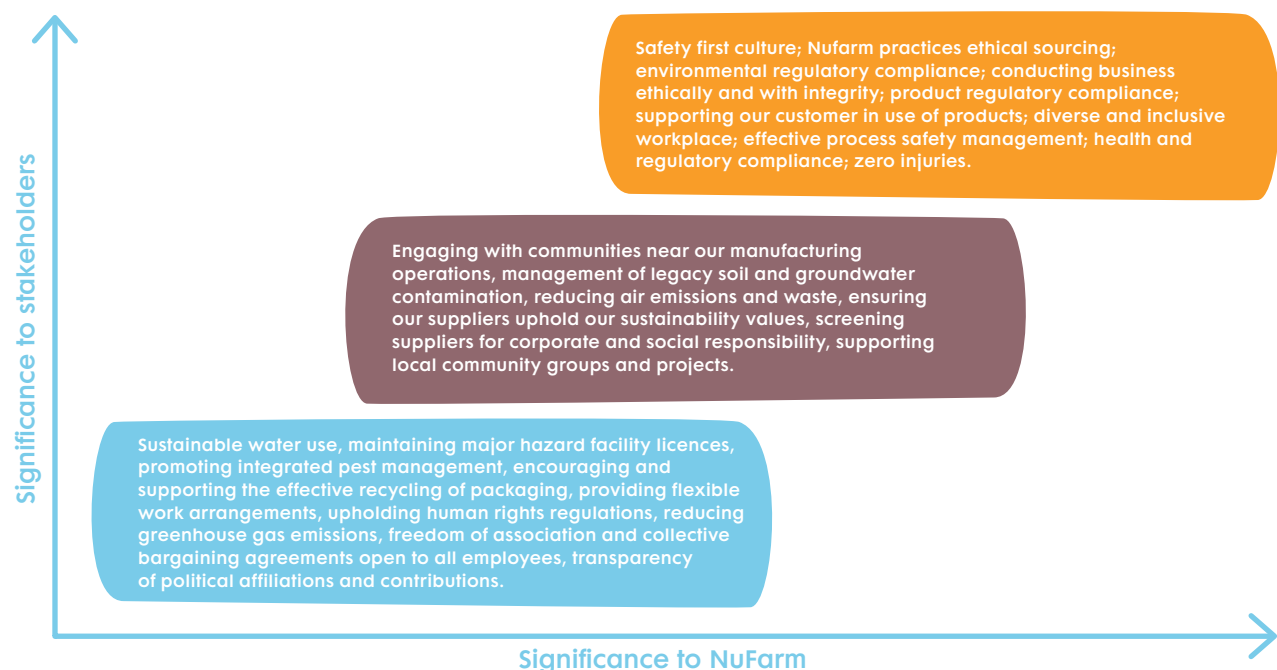 Safety first culture; Nufarm practices ethical sourcing;
environmental regulatory compliance; conducting business
ethically and with integrity; product regulatory compliance;
supporting our customer in use of products; diverse and inclusive
workplace; effective process safety management; health and
regulatory compliance; zero injuries.
Significance to stakeholders
Engaging with communities near our manufacturing
operations, management of legacy soil and groundwater
contamination, reducing air emissions and waste, ensuring
our suppliers uphold our sustainability values, screening
suppliers for corporate and social responsibility, supporting
local community groups and projects.
Sustainable water use, maintaining major hazard facility licences,
promoting integrated pest management, encouraging and
supporting the effective recycling of packaging, providing flexible
work arrangements, upholding human rights regulations, reducing
greenhouse gas emissions, freedom of association and collective
bargaining agreements open to all employees, transparency
of political affiliations and contributions.
Significance to NuFarm